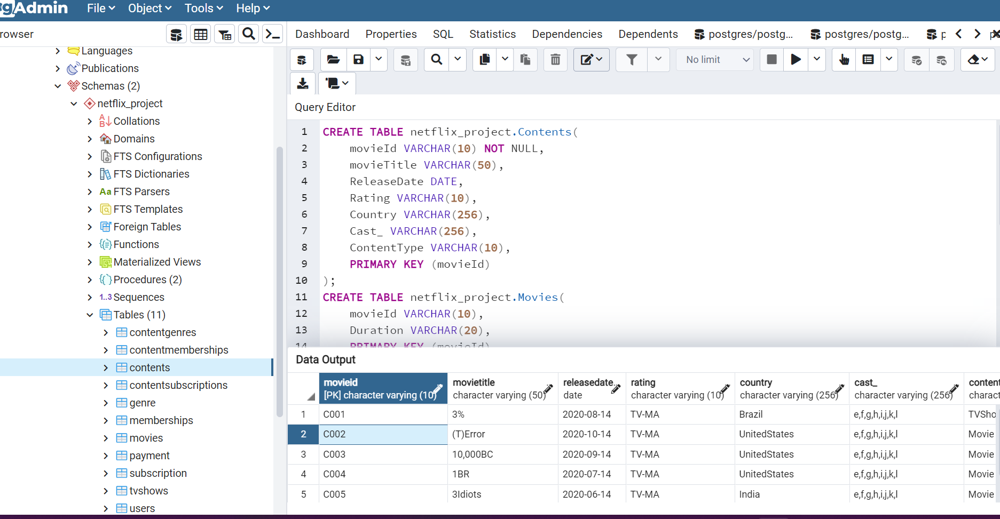 pgAdmin File Object Tools Help
rowser
Dashboard Properties SQL Statistics Dependencies Dependents postgres/postg... postgres/postg...
No limit
Languages
Publications
Schemas (2)
netflix_project
Collations
Domains
FTS Configurations
FTS Dictionaries
Aa FTS Parsers
FTS Templates
Foreign Tables
Functions
Materialized Views
Procedures (2)
1..3 Sequences
Tables (11)
contentgenres
contentmemberships
contents
contentsubscriptions
genre
memberships
movies
payment
subscription
tvshows
users
Query Editor
1 CREATE TABLE netflix_project.Contents(
2 movieId VARCHAR(10) NOT NULL,
3 movieTitle VARCHAR(50),
4 ReleaseDate DATE,
5 Rating VARCHAR(10),
6 Country VARCHAR(256),
7 Cast_ VARCHAR(256),
8 ContentType VARCHAR(10),
9 PRIMARY KEY (movieId)
10 );
11 CREATE TABLE netflix_project.Movies(
12 movieId VARCHAR(10),
13 Duration VARCHAR(20),
14 PRIMARY KEY (movieId)
Data Output
movieid movietitle releasedate.. rating country cast_ content
[PK] character varying (10) character varying (50) date character varying (10) character varying (256) character varying (256) charac
1 C001 3% 2020-08-14 TV-MA Brazil e,f,g,h,i,j,k,l TVSho
2 C002 (T)Error 2020-10-14 TV-MA UnitedStates e,f,g,h,i,j,k,l Movie
3 C003 10,000BC 2020-09-14 TV-MA UnitedStates e,f,g,h,i,j,k,l Movie
4 C004 1BR 2020-07-14 TV-MA UnitedStates e,f,g,h,i,j,k,l Movie
5 C005 3Idiots 2020-06-14 TV-MA India e,f,g,h,i,j,k,l Movie